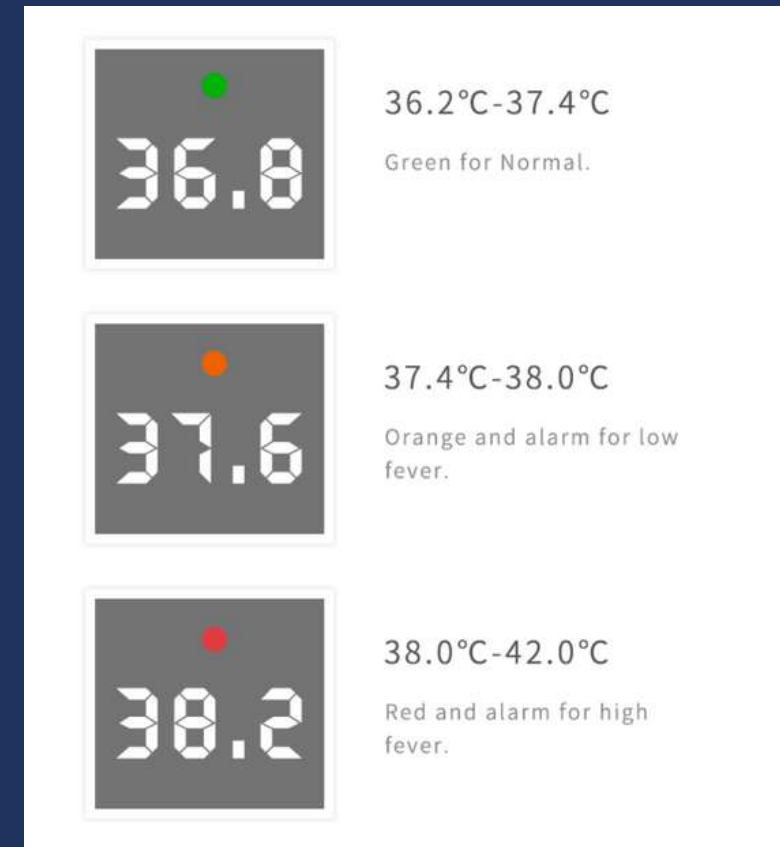 36.8
36.2℃-37.4℃
Green for Normal.
37.6
37.4℃-38.0℃
Orange and alarm for low
fever.
38.2
38.0℃-42.0℃
Red and alarm for high
fever.